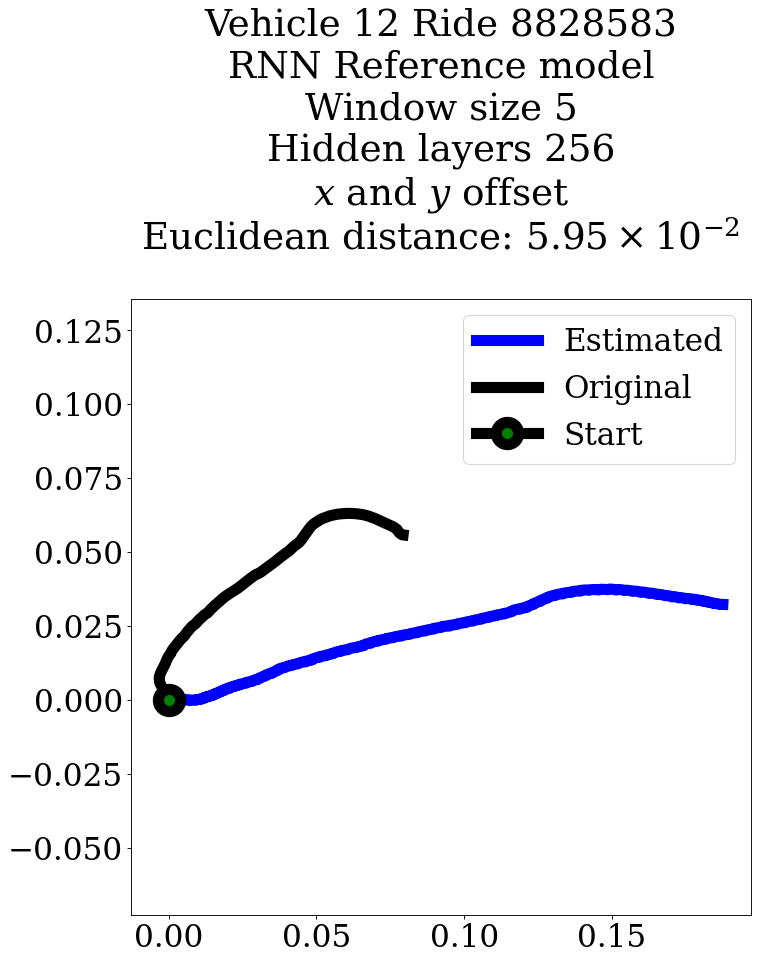 Vehicle 12 Ride 8828583
RNN Reference model
Window size 5
Hidden layers 256
x and y offset
Euclidean distance: 5.95 × 10⁻²
Estimated
Original
Start
0.125
0.100
0.075
0.050
0.025
0.000
−0.025
−0.050
0.00 0.05 0.10 0.15